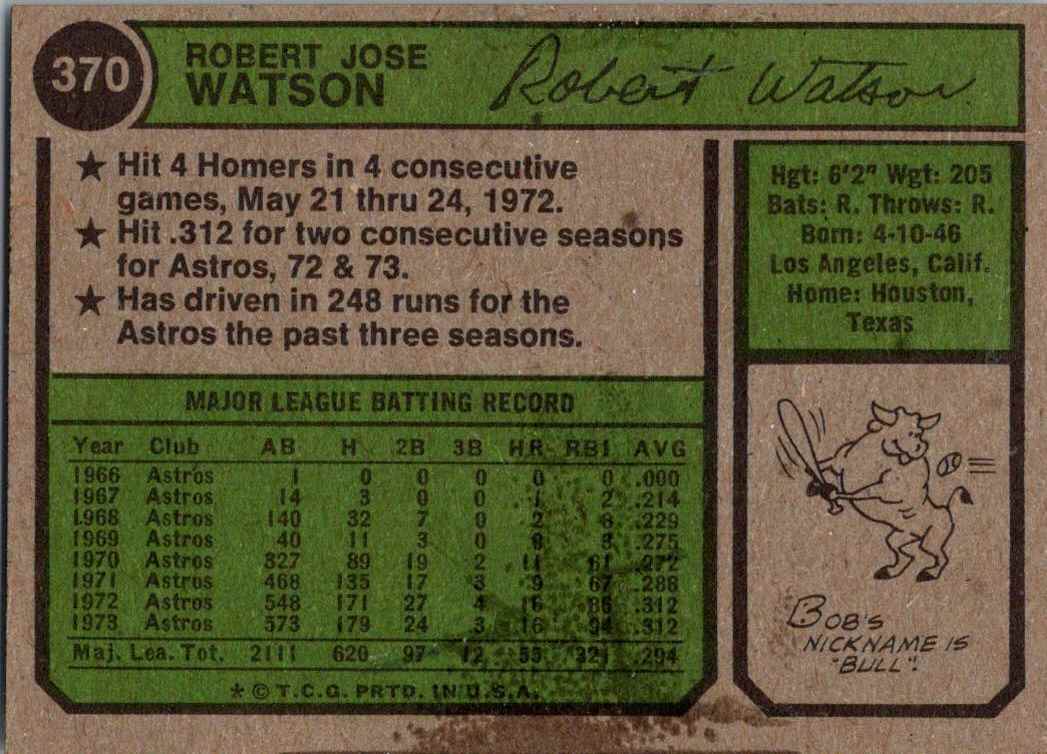 370
ROBERT JOSE
WATSON
Robert Watson
★ Hit 4 Homers in 4 consecutive
games, May 21 thru 24, 1972.
★ Hit .312 for two consecutive seasons
for Astros, 72 & 73.
★ Has driven in 248 runs for the
Astros the past three seasons.
Hgt: 6'2" Wgt: 205
Bats: R. Throws: R.
Born: 4-10-46
Los Angeles, Calif.
Home: Houston,
Texas
MAJOR LEAGUE BATTING RECORD
Year Club AB H 2B 3B HR RBI AVG
1966 Astros 1 0 0 0 0 0 .000
1967 Astros 14 3 0 0 1 2 .214
1968 Astros 140 32 7 0 2 8 .229
1969 Astros 40 11 3 0 0 3 .275
1970 Astros 327 89 19 2 11 61 .272
1971 Astros 468 135 17 3 9 67 .288
1972 Astros 548 171 27 4 16 86 .312
1973 Astros 573 179 24 3 16 94 .312
Maj. Lea. Tot. 2111 620 97 12 55 321 .294
* © T.C.G. PRTD. IN U.S.A.
BOB'S
NICKNAME IS
"BULL".